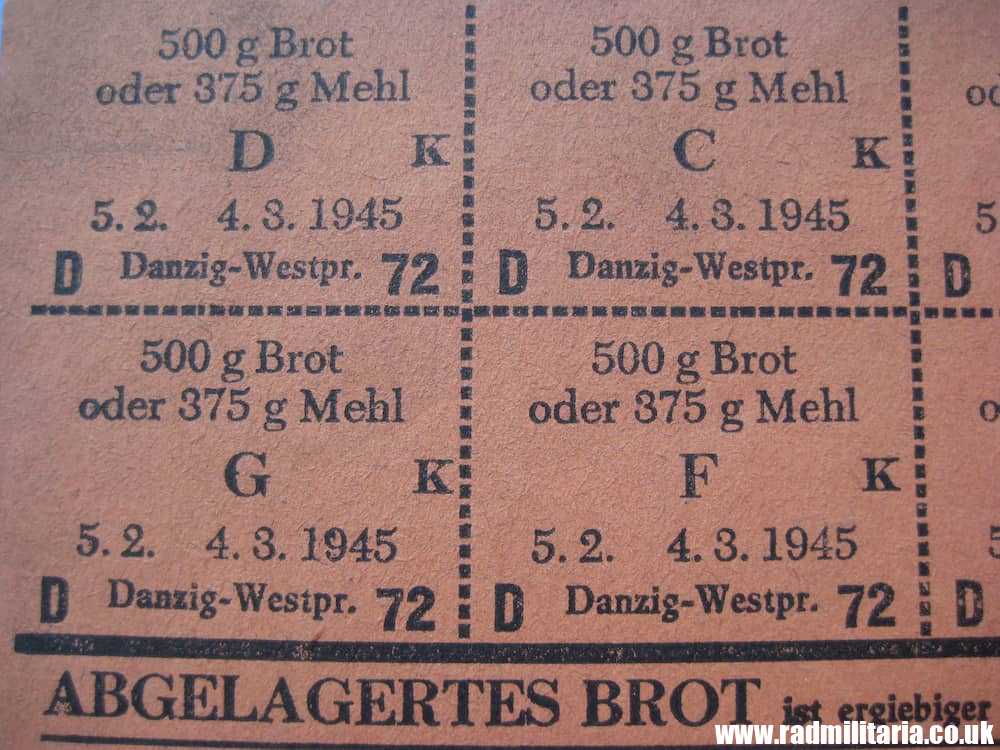 500 g Brot
oder 375 g Mehl
D K
5. 2. 4. 3. 1945
D Danzig-Westpr. 72
500 g Brot
oder 375 g Mehl
C K
5. 2. 4. 3. 1945
D Danzig-Westpr. 72
5
D
500 g Brot
oder 375 g Mehl
G K
5. 2. 4. 3. 1945
D Danzig-Westpr. 72
500 g Brot
oder 375 g Mehl
F K
5. 2. 4. 3. 1945
D Danzig-Westpr. 72
D
ABGELAGERTES BROT ist ergiebiger
www.radmilitaria.co.uk